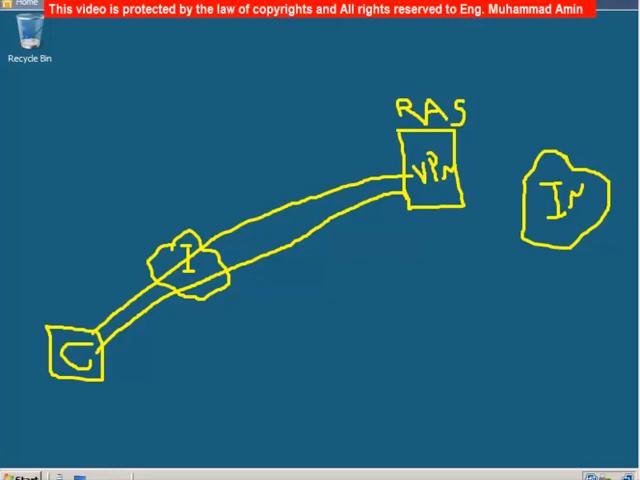 Home
This video is protected by the law of copyrights and All rights reserved to Eng. Muhammad Amin
Recycle Bin
RAS
VPN
IN
I
C
Start